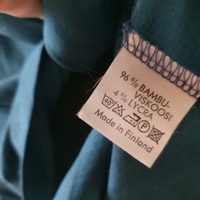 96 % BAMBU-
VISKOOSI
4 % LYCRA
Made in Finland